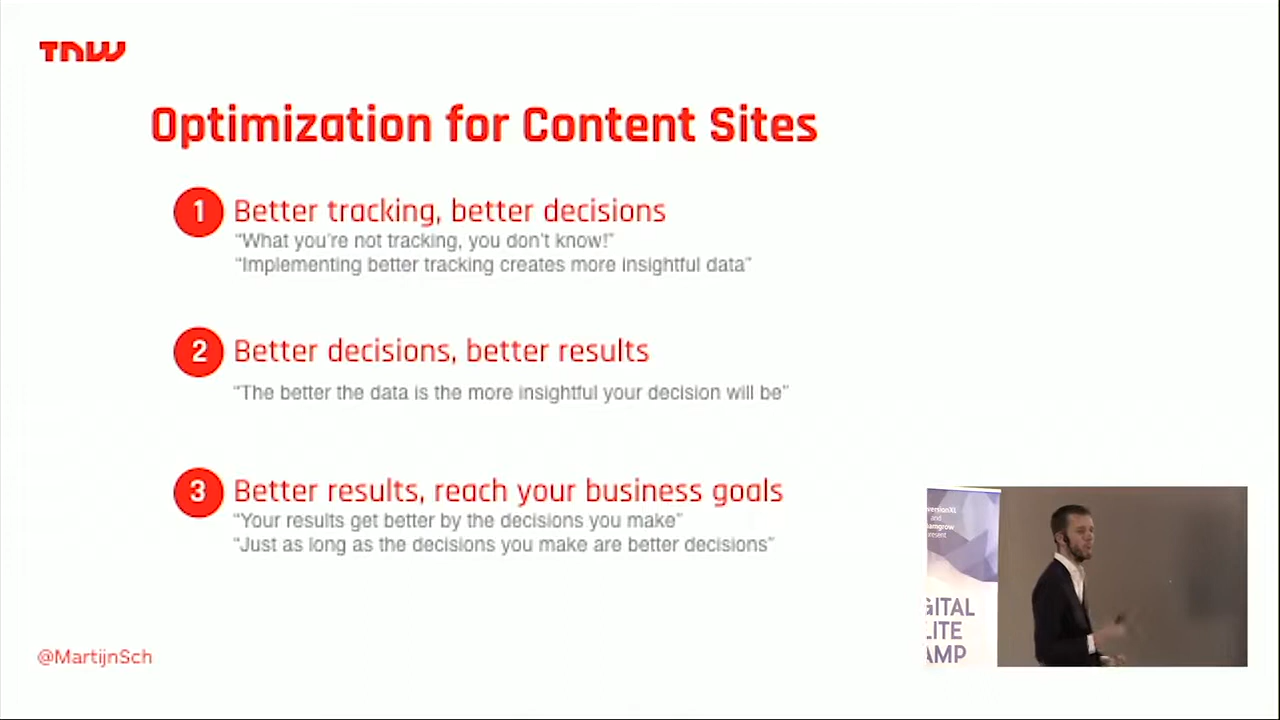 TNW
Optimization for Content Sites
1 Better tracking, better decisions
“What you’re not tracking, you don’t know!”
“Implementing better tracking creates more insightful data”
2 Better decisions, better results
“The better the data is the more insightful your decision will be”
3 Better results, reach your business goals
“Your results get better by the decisions you make”
“Just as long as the decisions you make are better decisions”
versionXL
and
present
GITAL
LITE
AMP
@MartijnSch